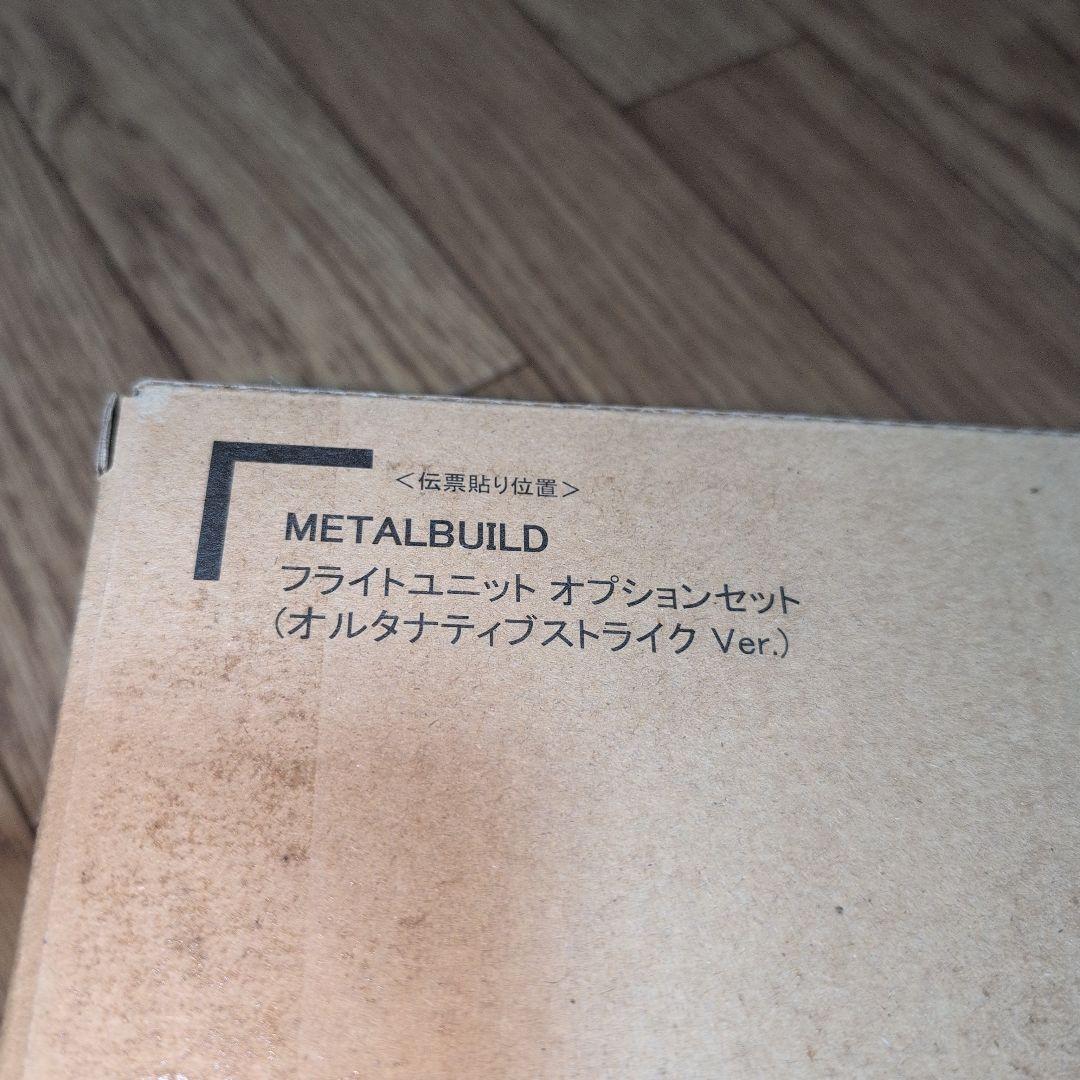 ＜伝票貼り位置＞
METALBUILD
フライトユニット オプションセット
(オルタナティブストライク Ver.)